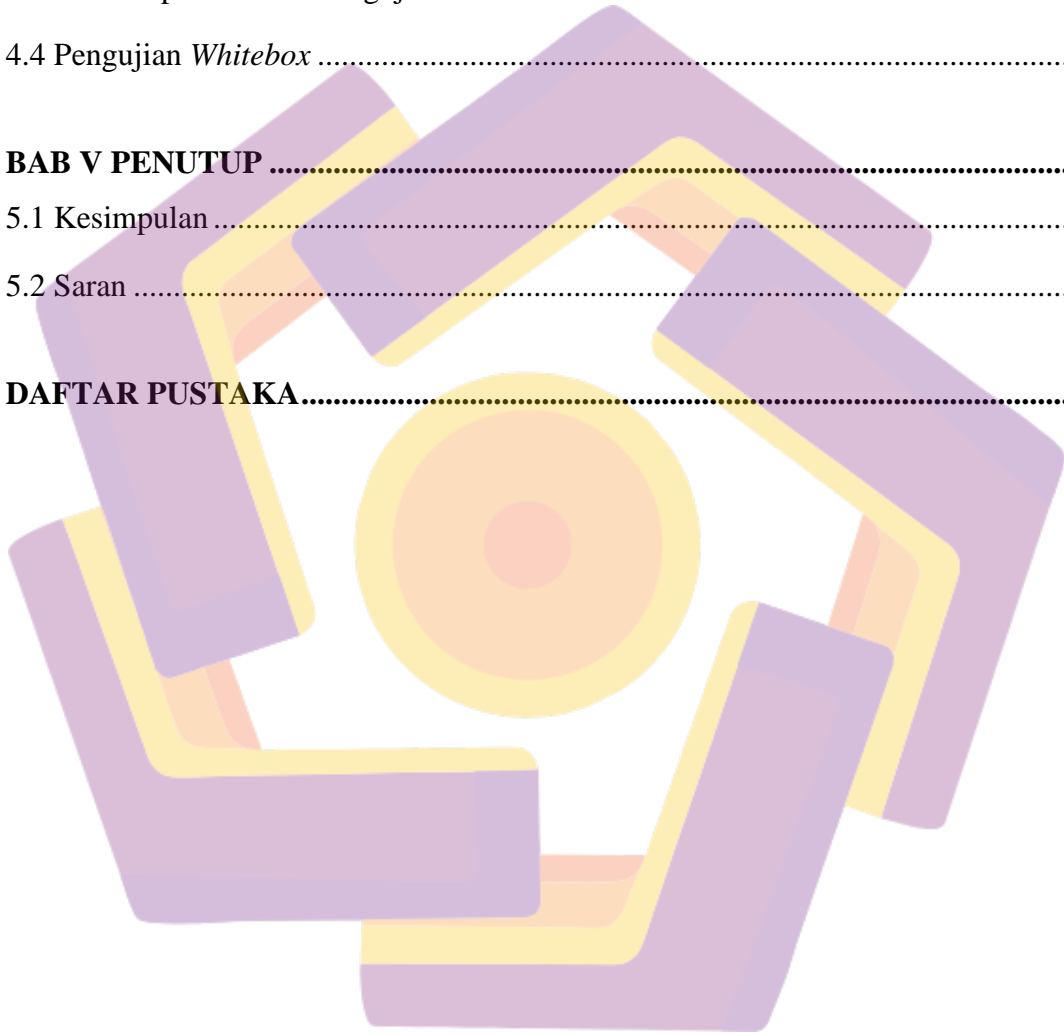 4.4 Pengujian Whitebox ....................................................................................................
BAB V PENUTUP ....................................................................................................
5.1 Kesimpulan ....................................................................................................
5.2 Saran ....................................................................................................
DAFTAR PUSTAKA....................................................................................................